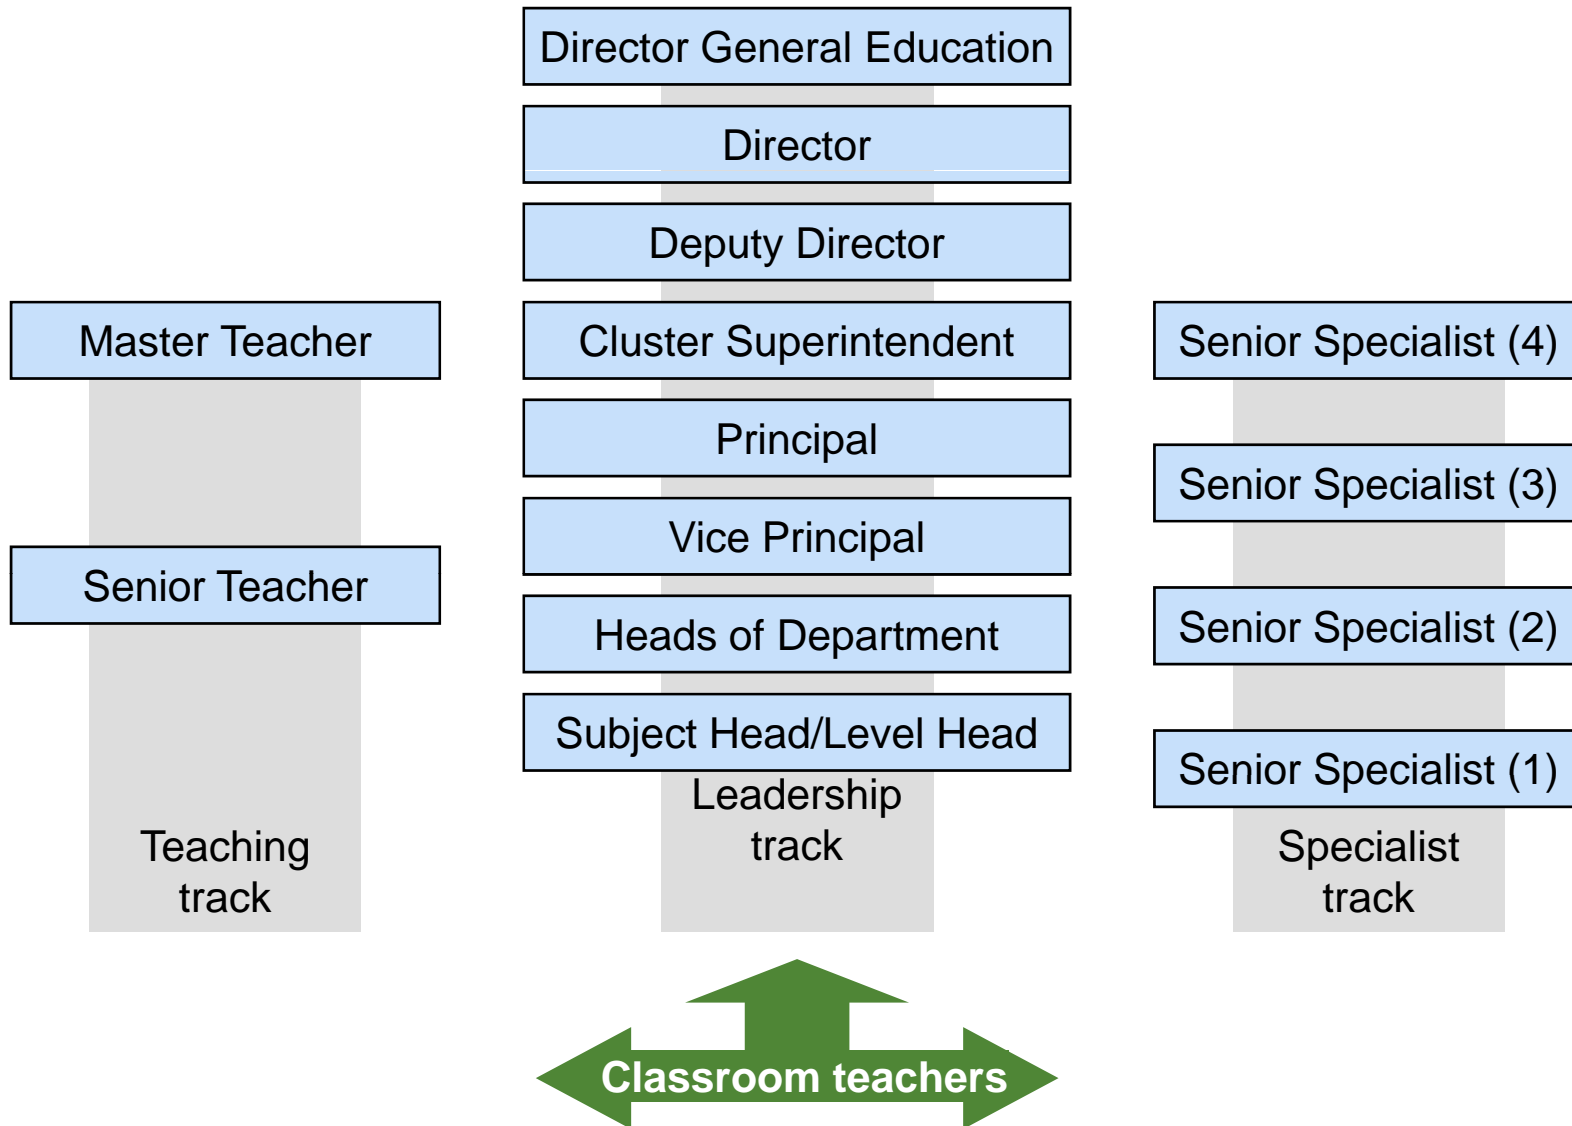 Director General Education
Director
Deputy Director
Master Teacher
Cluster Superintendent
Senior Specialist (4)
Principal
Senior Specialist (3)
Vice Principal
Senior Teacher
Heads of Department
Senior Specialist (2)
Subject Head/Level Head
Senior Specialist (1)
Teaching
track
Leadership
track
Specialist
track
Classroom teachers